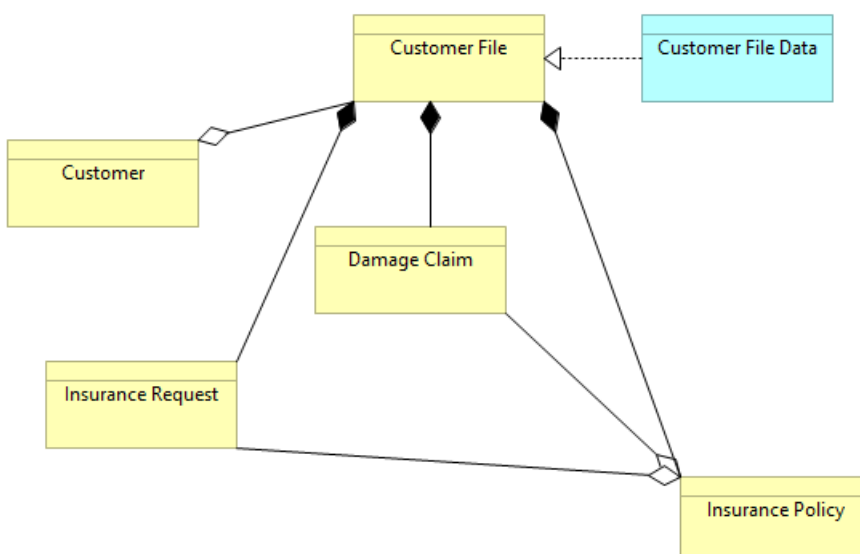 Customer File
Customer File Data
Customer
Damage Claim
Insurance Request
Insurance Policy